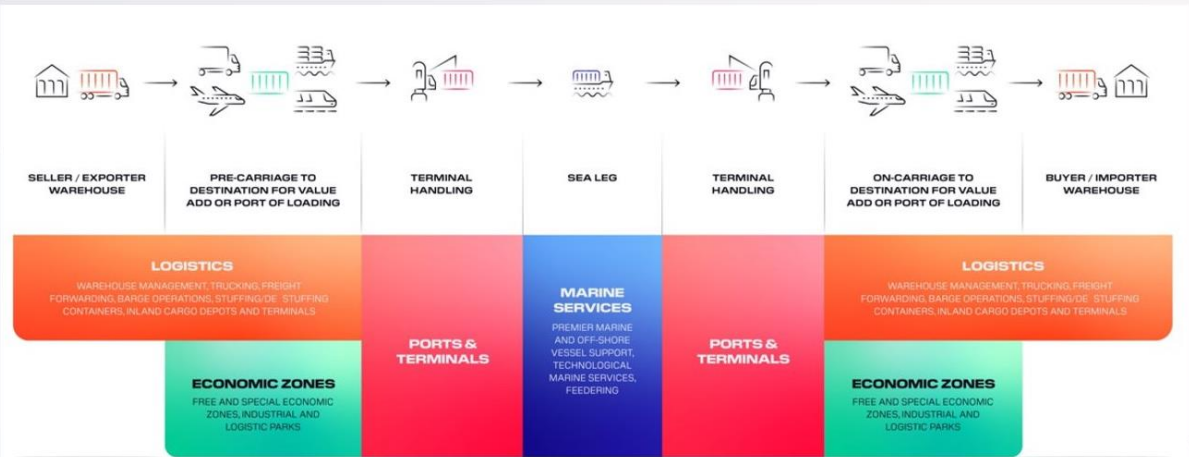 SELLER / EXPORTER
WAREHOUSE
PRE-CARRIAGE TO
DESTINATION FOR VALUE
ADD OR PORT OF LOADING
TERMINAL
HANDLING
SEA LEG
TERMINAL
HANDLING
ON-CARRIAGE TO
DESTINATION FOR VALUE
ADD OR PORT OF LOADING
BUYER / IMPORTER
WAREHOUSE
LOGISTICS
WAREHOUSE MANAGEMENT, TRUCKING, FREIGHT
FORWARDING, BARGE OPERATIONS, STUFFING/DE STUFFING
CONTAINERS, INLAND CARGO DEPOTS AND TERMINALS
ECONOMIC ZONES
FREE AND SPECIAL ECONOMIC
ZONES, INDUSTRIAL AND
LOGISTIC PARKS
PORTS &
TERMINALS
MARINE
SERVICES
PREMIER MARINE
AND OFF-SHORE
VESSEL SUPPORT,
TECHNOLOGICAL
MARINE SERVICES,
FEEDERING
PORTS &
TERMINALS
LOGISTICS
WAREHOUSE MANAGEMENT, TRUCKING, FREIGHT
FORWARDING, BARGE OPERATIONS, STUFFING/DE STUFFING
CONTAINERS, INLAND CARGO DEPOTS AND TERMINALS
ECONOMIC ZONES
FREE AND SPECIAL ECONOMIC
ZONES, INDUSTRIAL AND
LOGISTIC PARKS